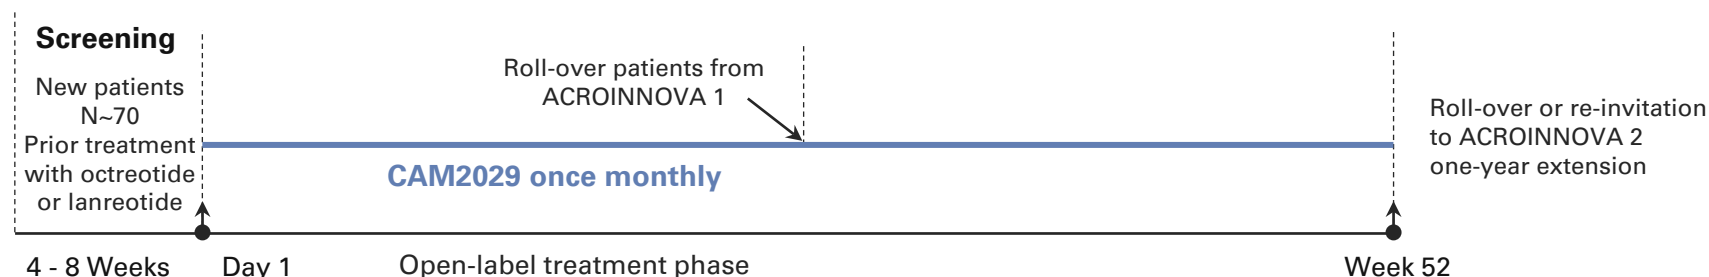 Screening
New patients
N~70
Prior treatment
with octreotide
or lanreotide
Roll-over patients from
ACROINNOVA 1
CAM2029 once monthly
Roll-over or re-invitation
to ACROINNOVA 2
one-year extension
4 - 8 Weeks
Day 1
Open-label treatment phase
Week 52